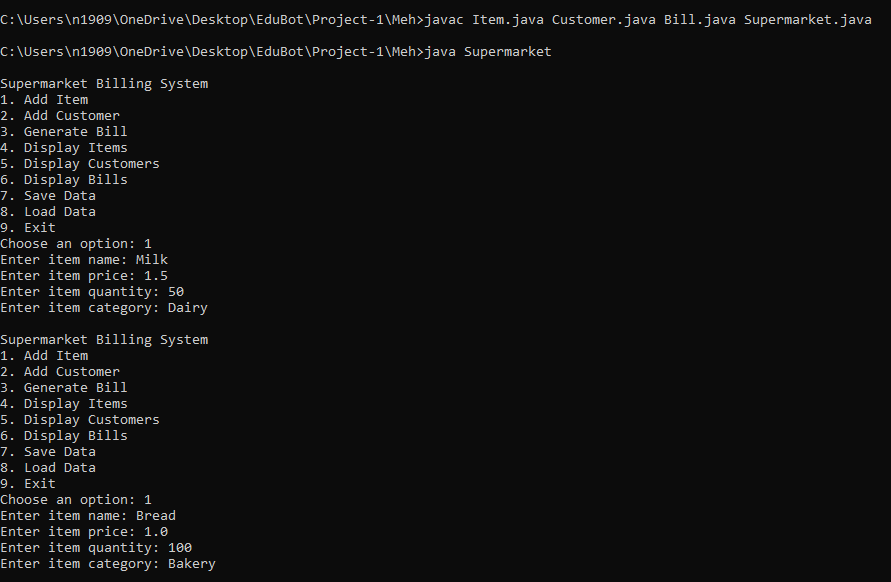 C:\Users\n1909\OneDrive\Desktop\EduBot\Project-1\Meh>javac Item.java Customer.java Bill.java Supermarket.java
C:\Users\n1909\OneDrive\Desktop\EduBot\Project-1\Meh>java Supermarket
Supermarket Billing System
1. Add Item
2. Add Customer
3. Generate Bill
4. Display Items
5. Display Customers
6. Display Bills
7. Save Data
8. Load Data
9. Exit
Choose an option: 1
Enter item name: Milk
Enter item price: 1.5
Enter item quantity: 50
Enter item category: Dairy
Supermarket Billing System
1. Add Item
2. Add Customer
3. Generate Bill
4. Display Items
5. Display Customers
6. Display Bills
7. Save Data
8. Load Data
9. Exit
Choose an option: 1
Enter item name: Bread
Enter item price: 1.0
Enter item quantity: 100
Enter item category: Bakery